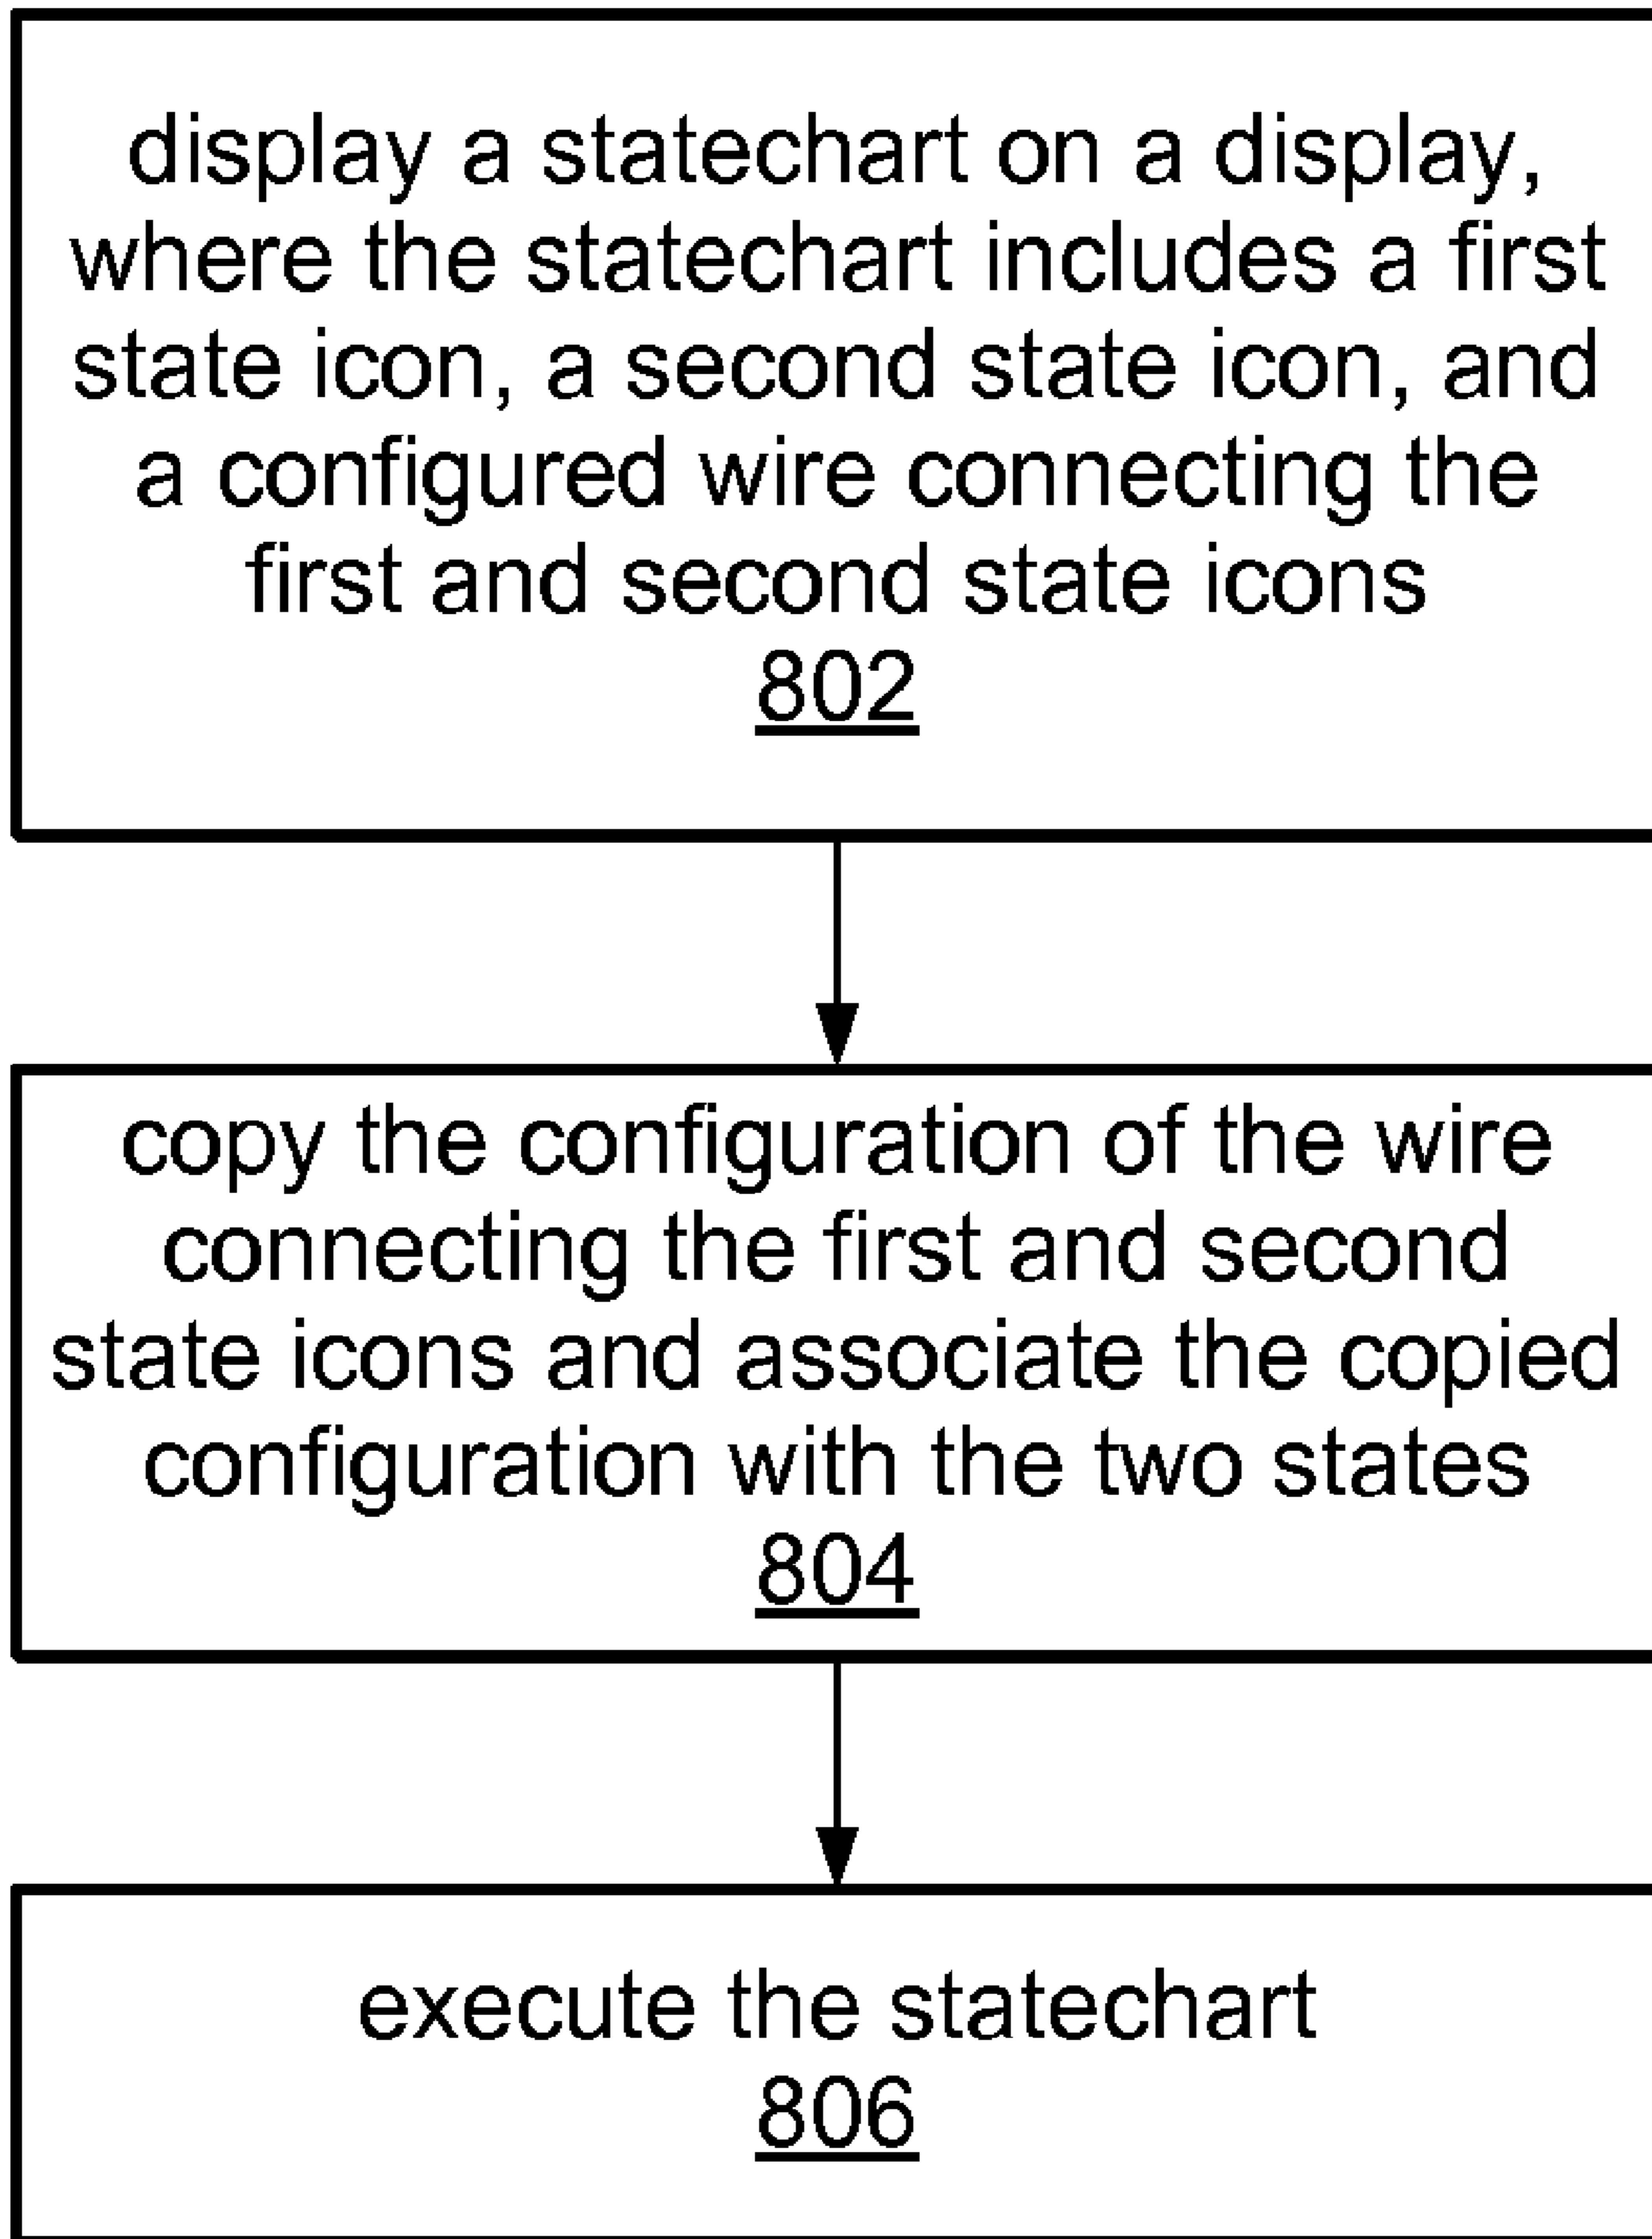 display a statechart on a display,
where the statechart includes a first
state icon, a second state icon, and
a configured wire connecting the
first and second state icons
802
copy the configuration of the wire
connecting the first and second
state icons and associate the copied
configuration with the two states
804
execute the statechart
806